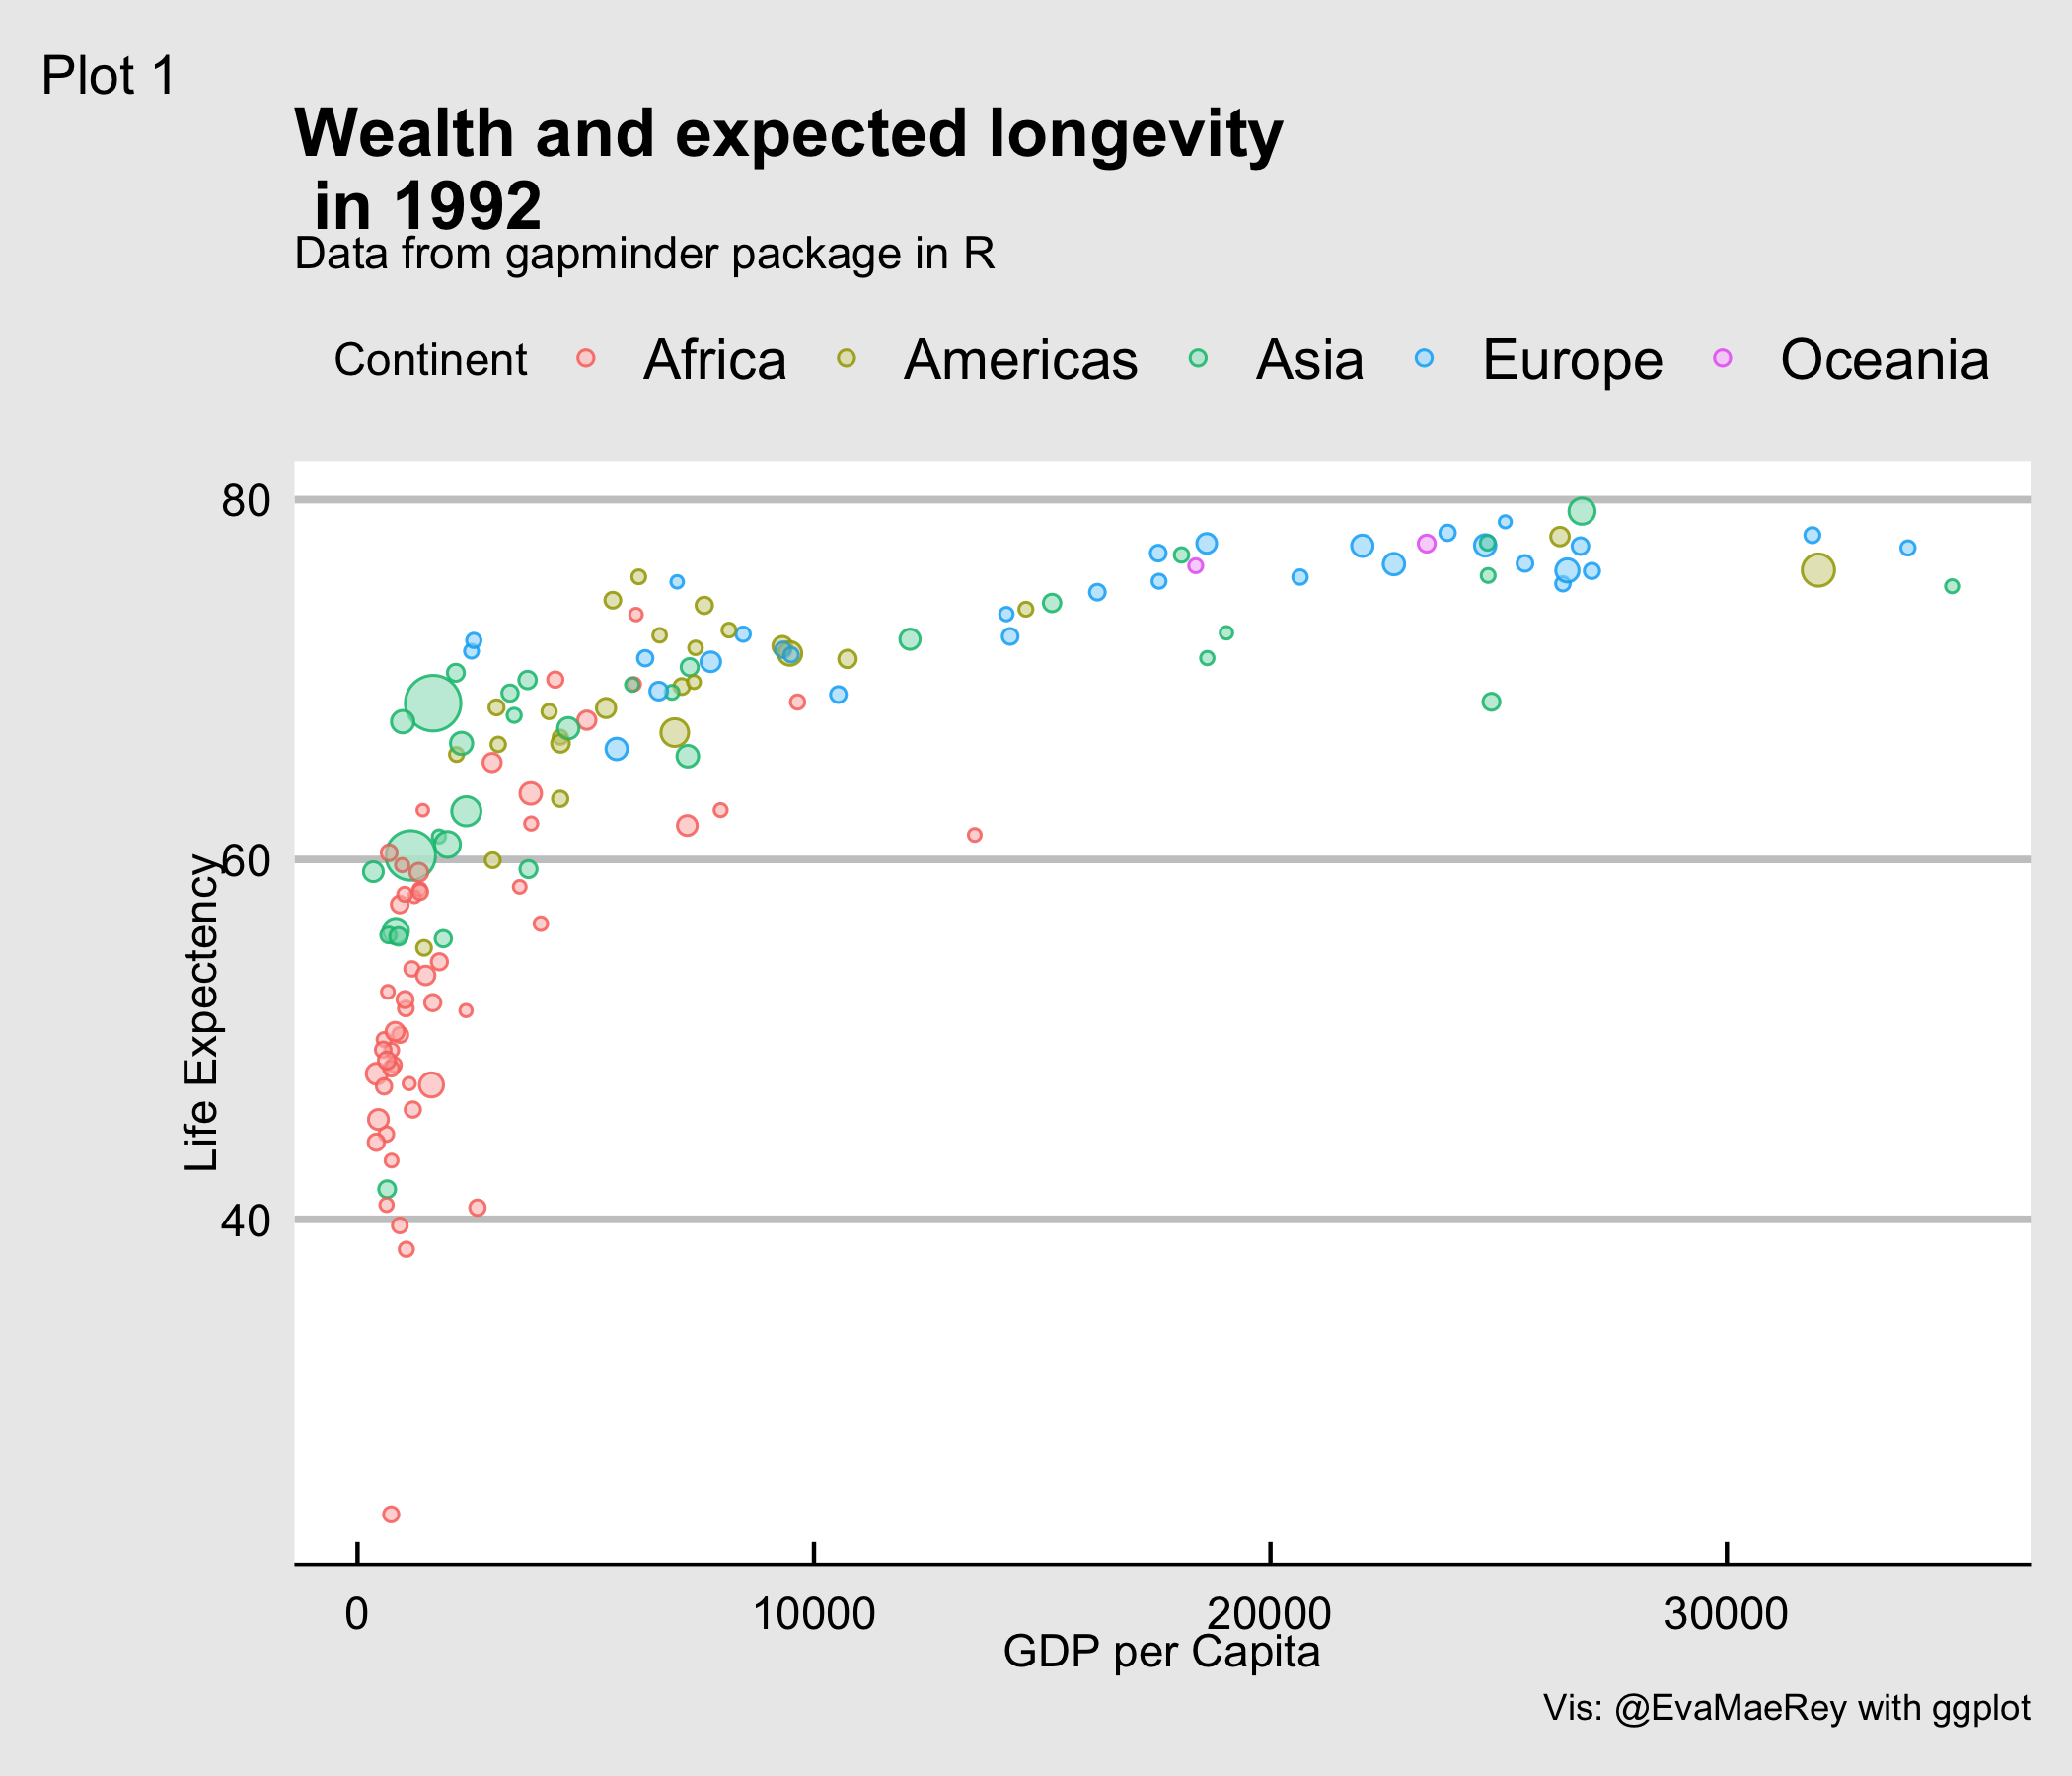 Plot 1
Wealth and expected longevity
in 1992
Data from gapminder package in R
Continent Africa Americas Asia Europe Oceania
80
60
40
Life Expectency
0 10000 20000 30000
GDP per Capita
Vis: @EvaMaeRey with ggplot